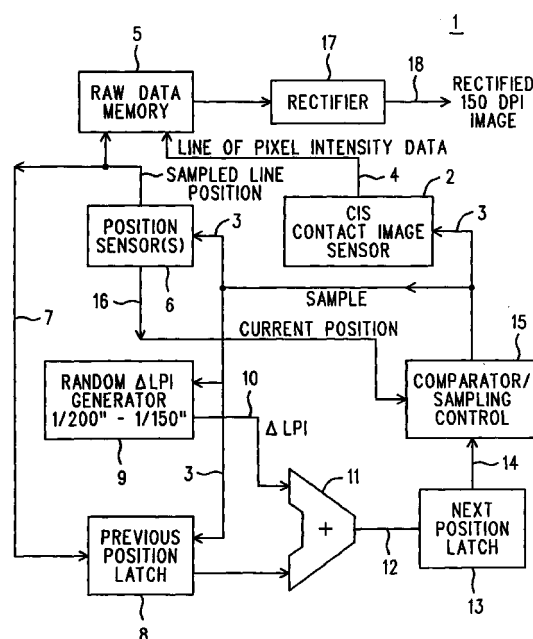 1
5
17
18
RAW DATA
MEMORY
RECTIFIER
RECTIFIED
150 DPI
IMAGE
LINE OF PIXEL INTENSITY DATA
SAMPLED LINE
POSITION
4
2
3
POSITION
SENSOR(S)
3
CIS
CONTACT IMAGE
SENSOR
16
6
SAMPLE
7
CURRENT POSITION
15
RANDOM ΔLPI
GENERATOR
1/200" - 1/150"
10
COMPARATOR/
SAMPLING
CONTROL
Δ LPI
9
3
11
14
+
PREVIOUS
POSITION
LATCH
12
NEXT
POSITION
LATCH
8
13